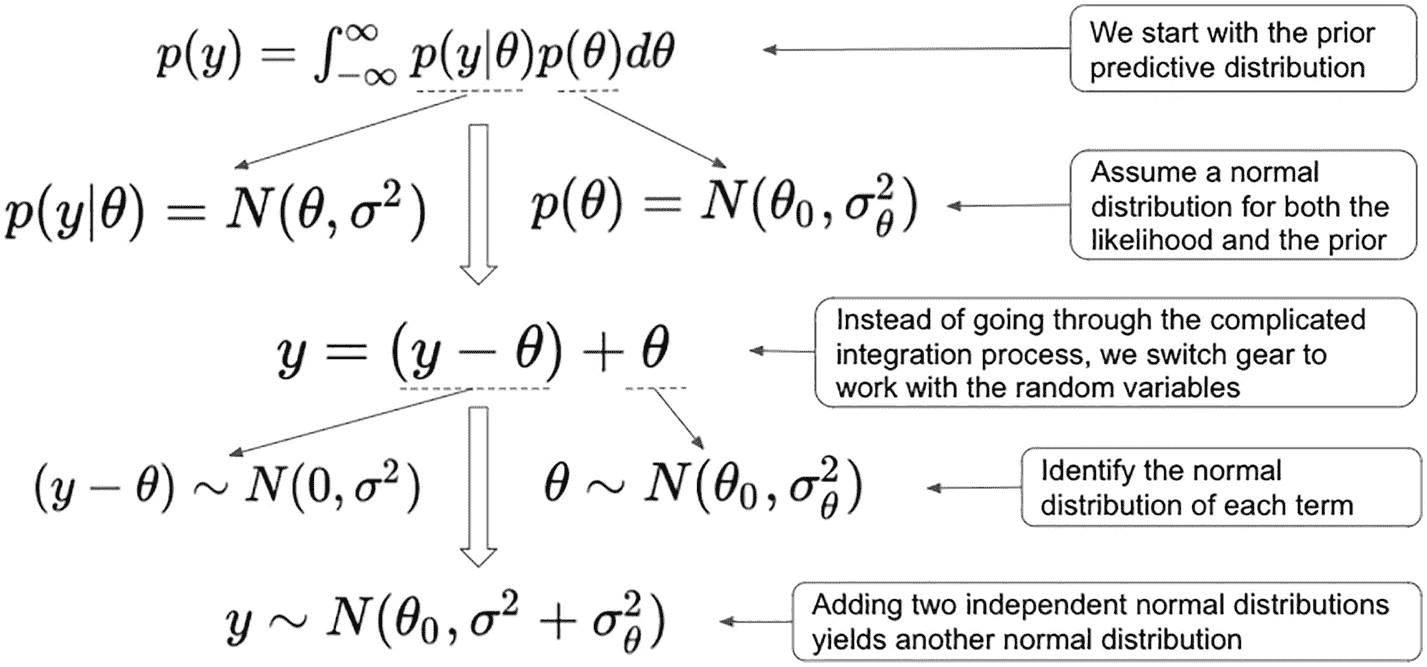 p(y) = ∫_{-∞}^{∞} p(y|θ)p(θ)dθ
We start with the prior
predictive distribution
p(y|θ) = N(θ, σ²)
p(θ) = N(θ₀, σ_θ²)
Assume a normal
distribution for both the
likelihood and the prior
y = (y − θ) + θ
Instead of going through the complicated
integration process, we switch gear to
work with the random variables
(y − θ) ~ N(0, σ²)
θ ~ N(θ₀, σ_θ²)
Identify the normal
distribution of each term
y ~ N(θ₀, σ² + σ_θ²)
Adding two independent normal distributions
yields another normal distribution